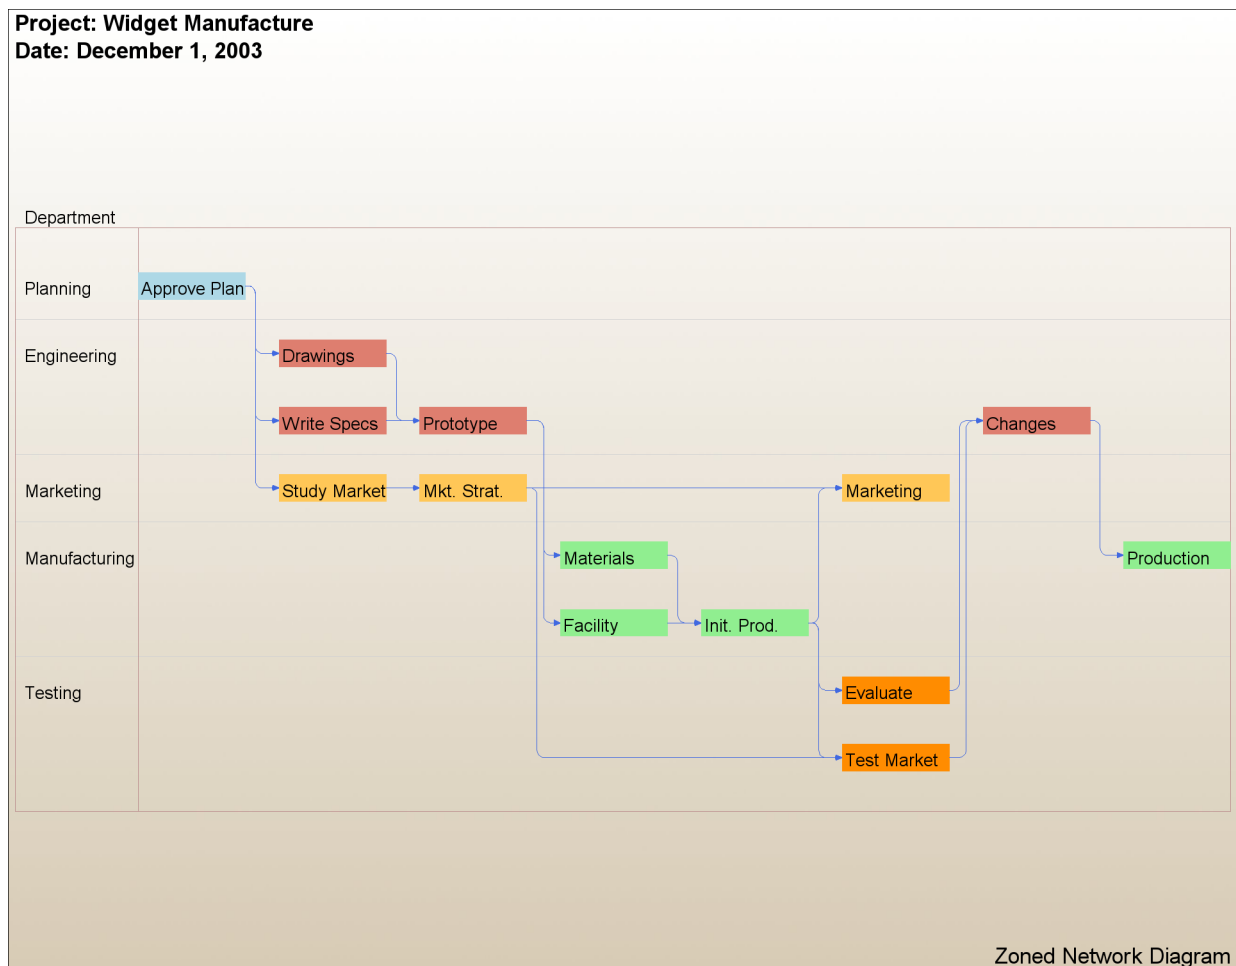 Project: Widget Manufacture
Date: December 1, 2003
Department
Planning
Approve Plan
Engineering
Drawings
Write Specs
Prototype
Changes
Marketing
Study Market
Mkt. Strat.
Marketing
Manufacturing
Materials
Production
Facility
Init. Prod.
Testing
Evaluate
Test Market
Zoned Network Diagram